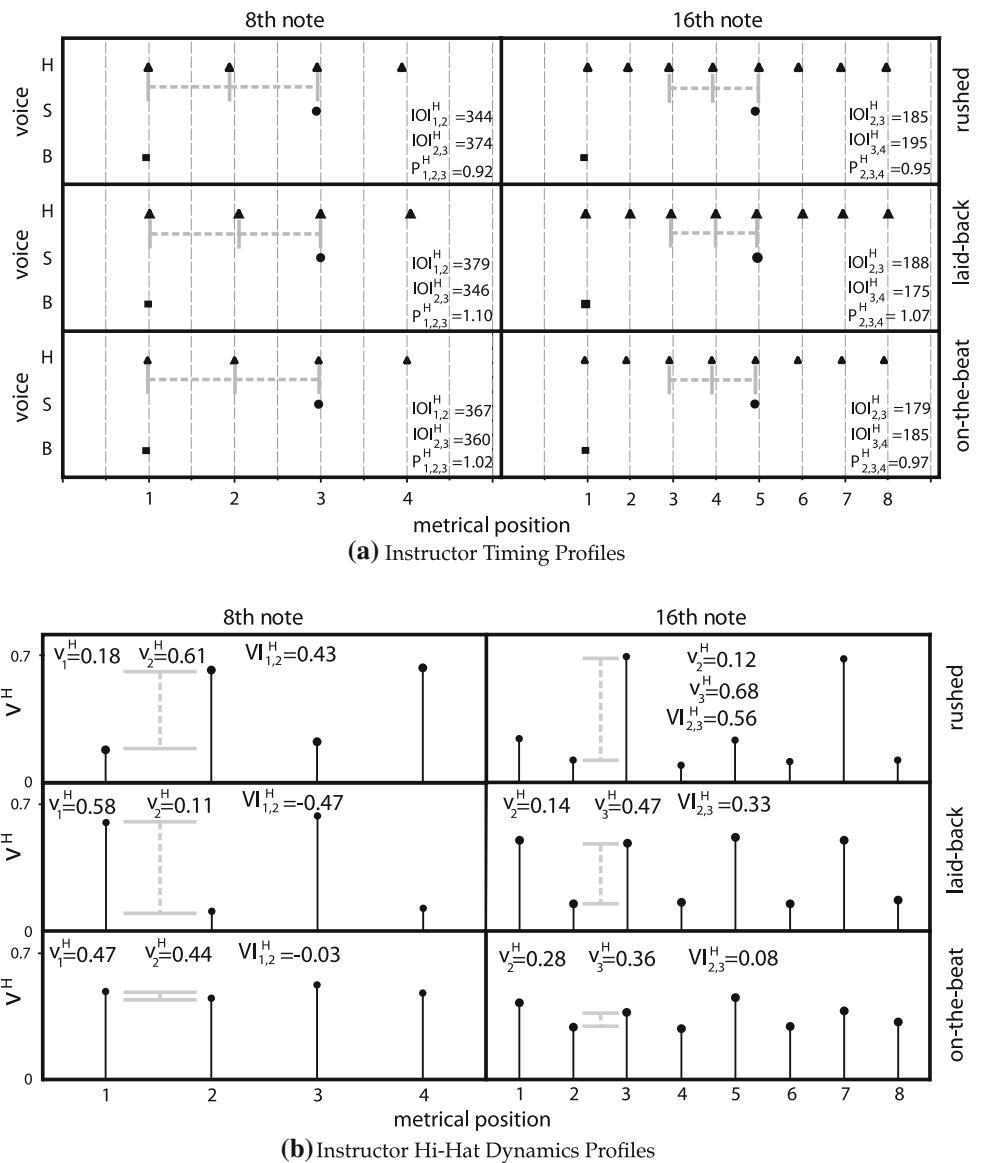 8th note 16th note
H
S
B
voice
IOI^H_1,2 =344
IOI^H_2,3 =374
P^H_1,2,3 =0.92
IOI^H_2,3 =185
IOI^H_3,4 =195
P^H_2,3,4 =0.95
rushed
H
S
B
voice
IOI^H_1,2 =379
IOI^H_2,3 =346
P^H_1,2,3 =1.10
IOI^H_2,3 =188
IOI^H_3,4 =175
P^H_2,3,4 = 1.07
laid-back
H
S
B
voice
IOI^H_1,2 =367
IOI^H_2,3 =360
P^H_1,2,3 =1.02
IOI^H_2,3 =179
IOI^H_3,4 =185
P^H_2,3,4 =0.97
on-the-beat
1 2 3 4 1 2 3 4 5 6 7 8
metrical position
(a) Instructor Timing Profiles
8th note 16th note
0.7
V^H
0
v^H_1=0.18 v^H_2=0.61 VI^H_1,2=0.43
v^H_2=0.12
v^H_3=0.68
VI^H_2,3=0.56
rushed
0.7
V^H
0
v^H_1=0.58 v^H_2=0.11 VI^H_1,2=-0.47
v^H_2=0.14 v^H_3=0.47 VI^H_2,3=0.33
laid-back
0.7
V^H
0
v^H_1=0.47 v^H_2=0.44 VI^H_1,2=-0.03
v^H_2=0.28 v^H_3=0.36 VI^H_2,3=0.08
on-the-beat
1 2 3 4 1 2 3 4 5 6 7 8
metrical position
(b) Instructor Hi-Hat Dynamics Profiles